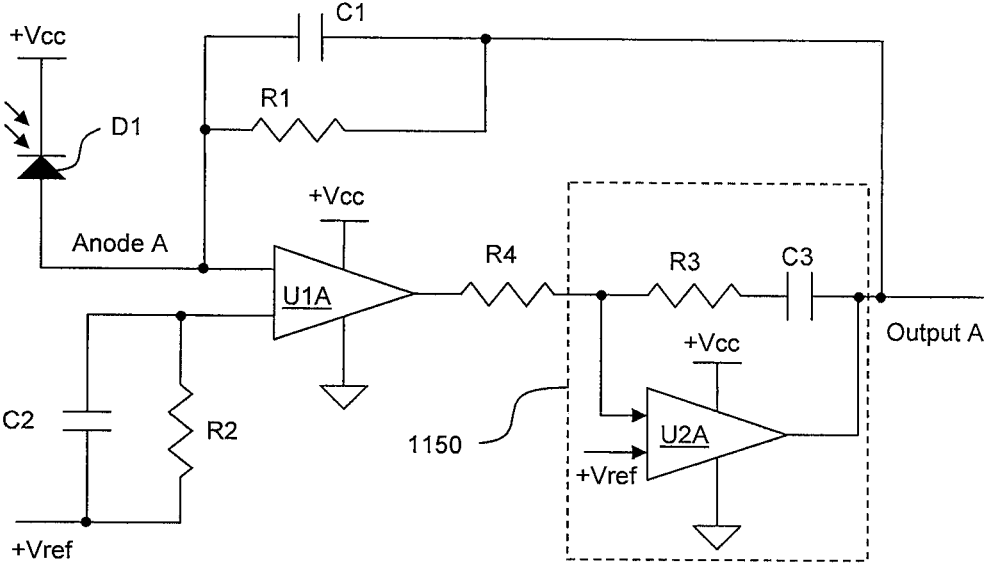 C1
+Vcc
R1
D1
+Vcc
Anode A
R4
R3
C3
U1A
Output A
+Vcc
C2
R2
1150
U2A
+Vref
+Vref